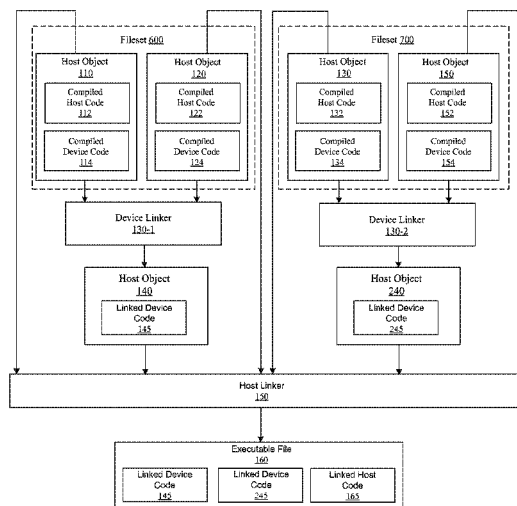 Fileset 600
Host Object
110
Compiled
Host Code
112
Compiled
Device Code
114
Host Object
120
Compiled
Host Code
122
Compiled
Device Code
124
Fileset 700
Host Object
130
Compiled
Host Code
132
Compiled
Device Code
134
Host Object
150
Compiled
Host Code
152
Compiled
Device Code
154
Device Linker
130-1
Device Linker
130-2
Host Object
140
Linked Device
Code
145
Host Object
240
Linked Device
Code
245
Host Linker
150
Executable File
160
Linked Device
Code
145
Linked Device
Code
245
Linked Host
Code
165